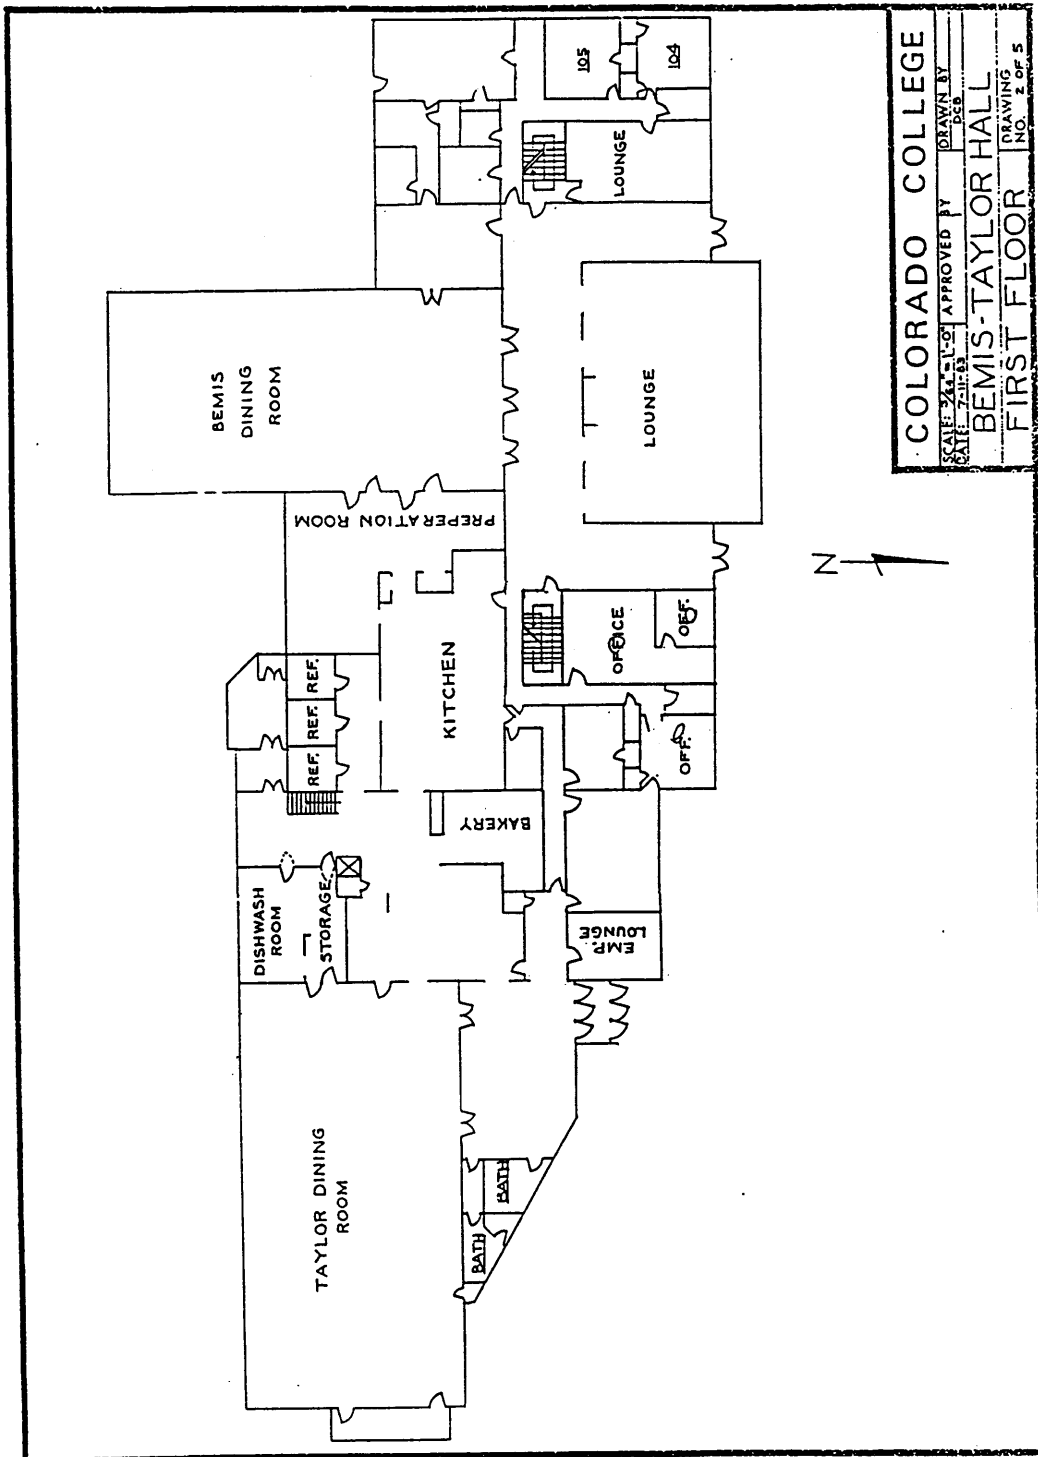 COLORADO COLLEGE
SCALE: 3/64" = 1'-0" APPROVED BY DRAWN BY
DATE: 7-11-83 DCB
BEMIS-TAYLOR HALL
FIRST FLOOR DRAWING
NO. 2 OF 5
105
104
LOUNGE
BEMIS
DINING
ROOM
LOUNGE
PREPERATION ROOM
N
KITCHEN
OFFICE
OFF.
OFF.
REF.
REF.
REF.
BAKERY
DISHWASH
ROOM
STORAGE
EMP.
LOUNGE
TAYLOR DINING
ROOM
BATH
BATH